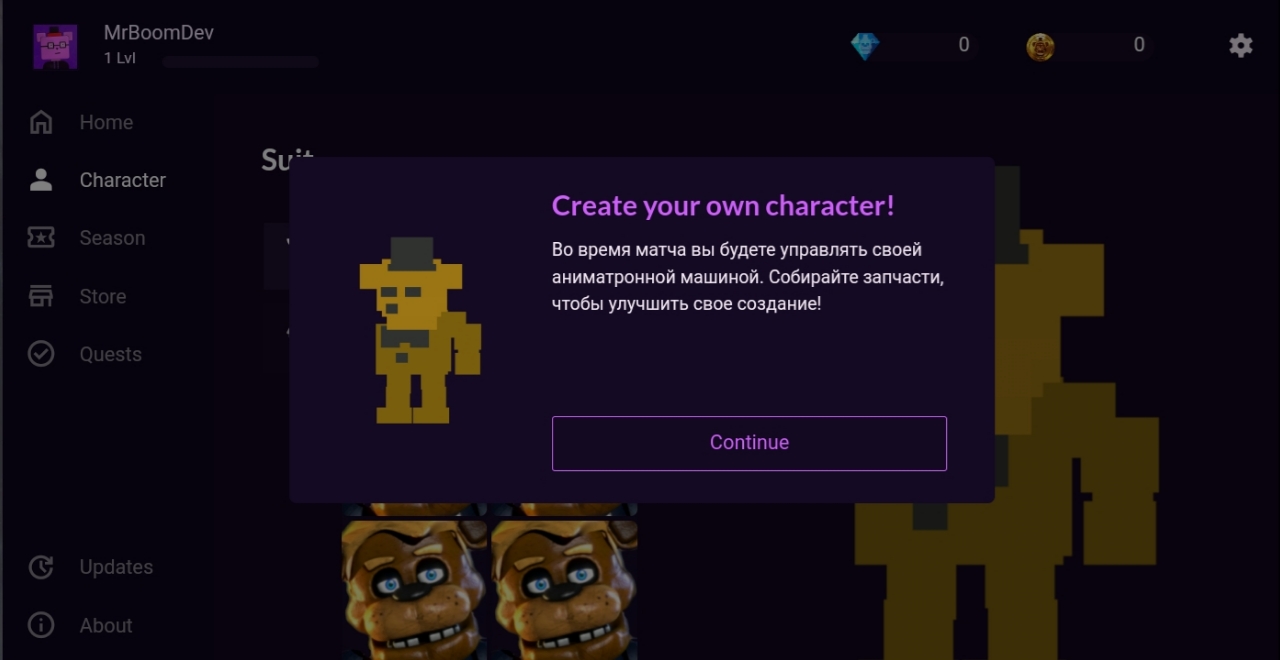 MrBoomDev
1 Lvl
0
0
Home
Character
Season
Store
Quests
Updates
About
Create your own character!
Во время матча вы будете управлять своей
аниматронной машиной. Собирайте запчасти,
чтобы улучшить свое создание!
Continue